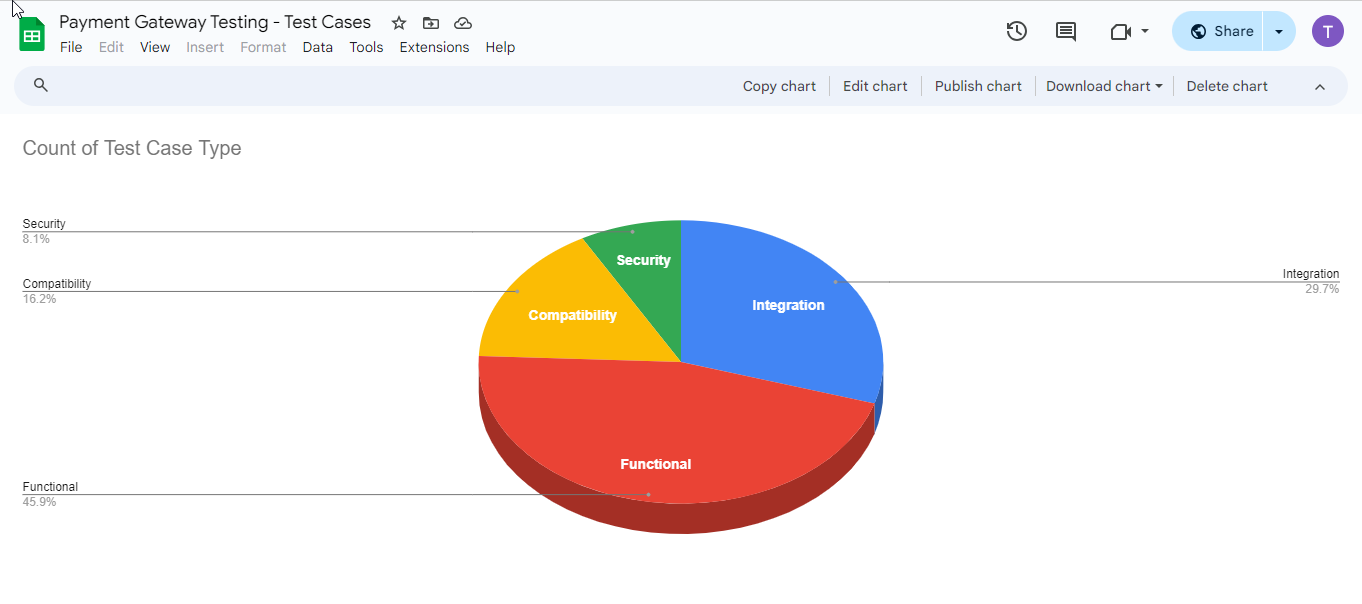 Payment Gateway Testing - Test Cases
File Edit View Insert Format Data Tools Extensions Help
Share
T
Copy chart Edit chart Publish chart Download chart Delete chart
Count of Test Case Type
Security
8.1%
Compatibility
16.2%
Integration
29.7%
Security
Integration
Compatibility
Functional
Functional
45.9%